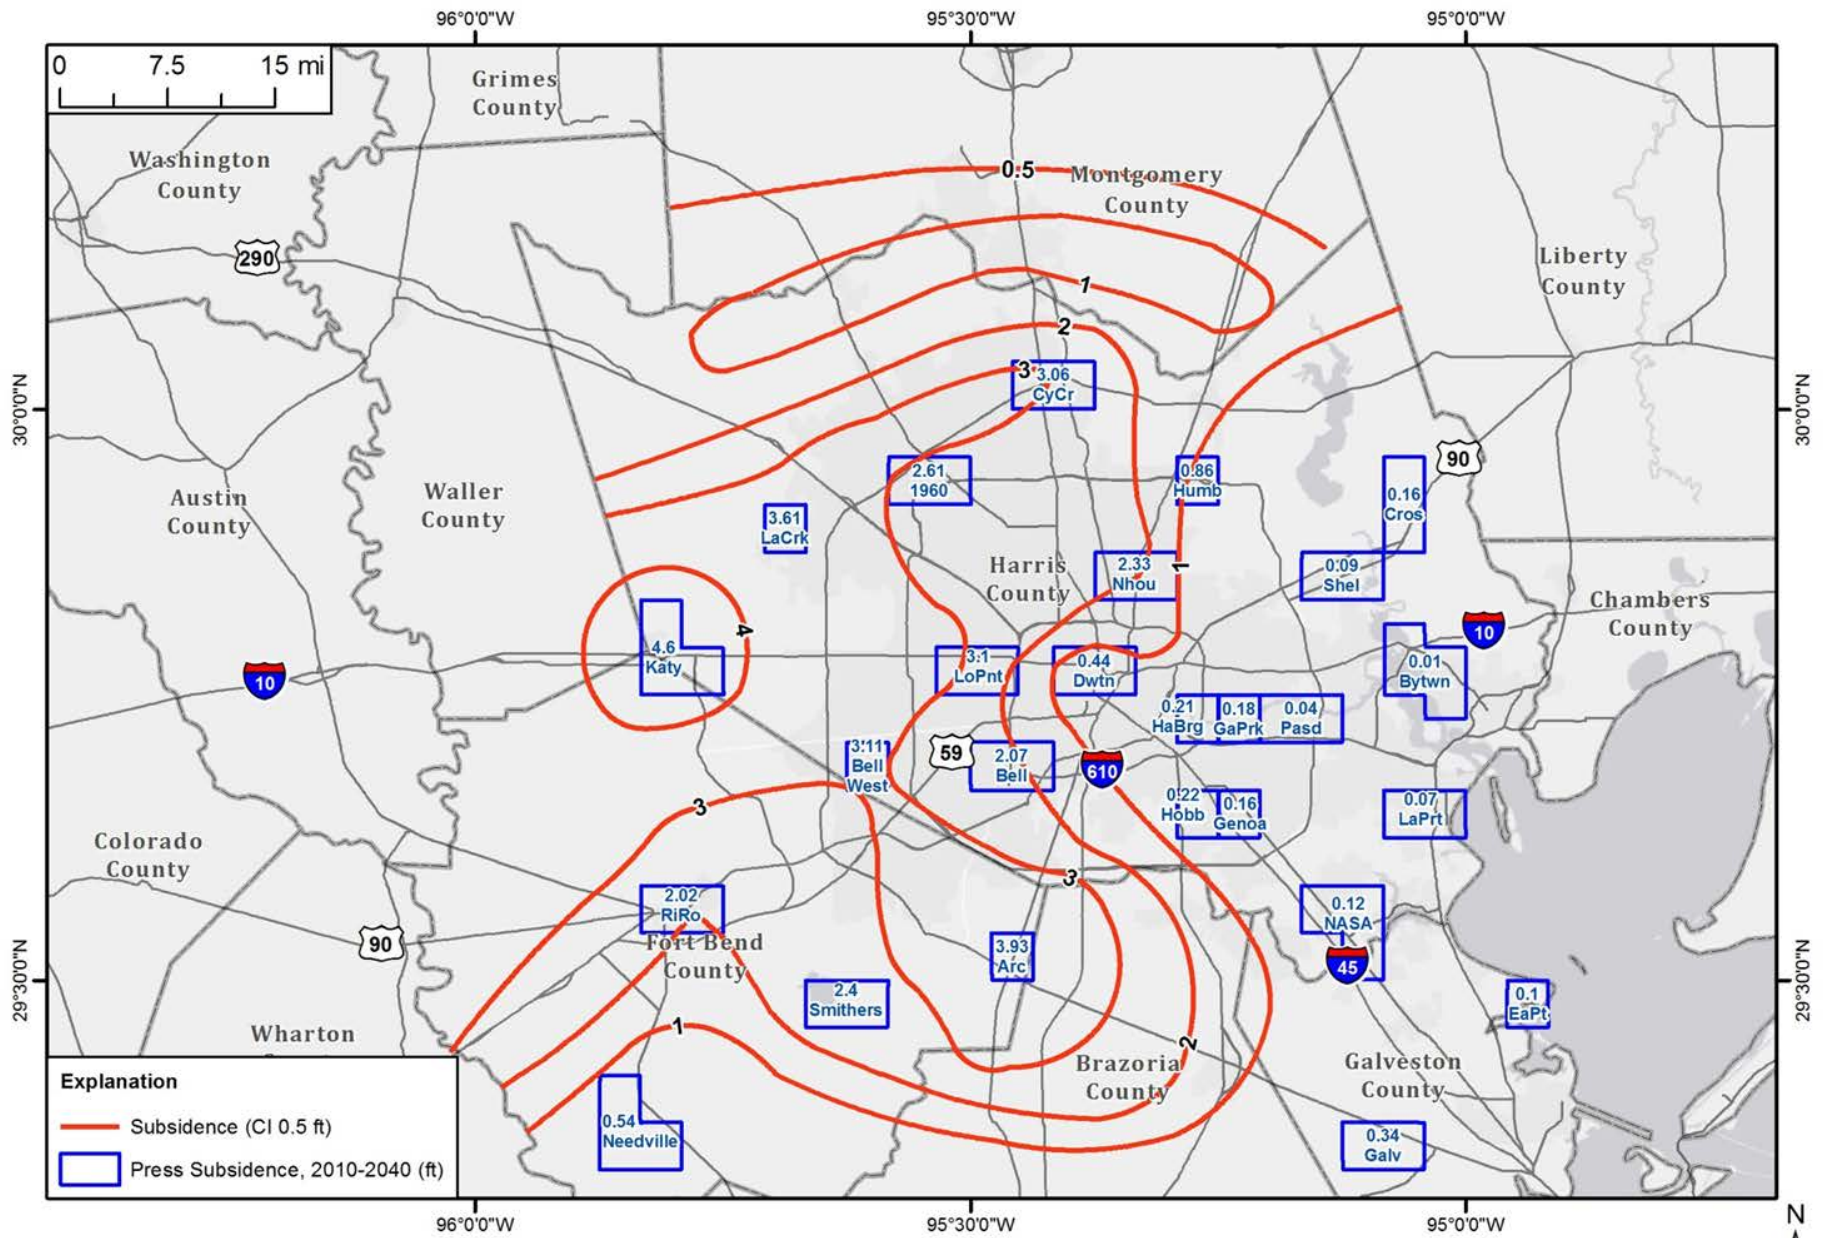 96°0'0"W
95°30'0"W
95°0'0"W
0 7.5 15 mi
Grimes
County
Washington
County
0.5
Montgomery
County
290
Liberty
County
1
2
3
3.06
CyCr
30°0'0"N
30°0'0"N
90
2.61
1960
0.86
Humb
0.16
Cros
Austin
County
Waller
County
3.61
LaCrk
Harris
County
2.33
Nhou
1
0.09
Shel
Chambers
County
4
4.6
Katy
10
10
3.1
LoPnt
0.44
Dwtn
0.01
Bytwn
0.21
HaBrg
0.18
GaPrk
0.04
Pasd
3.11
Bell
West
59
2.07
Bell
610
3
0.22
Hobb
0.16
Genoa
0.07
LaPrt
Colorado
County
3
2.02
RiRo
90
Fort Bend
County
3.93
Arc
0.12
NASA
45
29°30'0"N
29°30'0"N
2.4
Smithers
0.1
EaPt
1
2
Wharton
Brazoria
County
Galveston
County
0.54
Needville
0.34
Galv
Explanation
Subsidence (CI 0.5 ft)
Press Subsidence, 2010-2040 (ft)
96°0'0"W
95°30'0"W
95°0'0"W
N